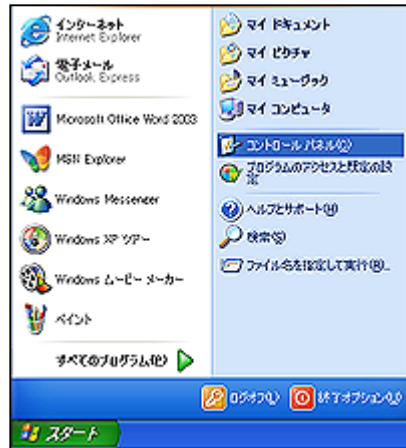 インターネット
Internet Explorer
電子メール
Outlook Express
Microsoft Office Word 2003
MSN Explorer
Windows Messenger
Windows XP ツアー
Windows ムービー メーカー
ペイント
すべてのプログラム(P)
マイ ドキュメント
マイ ピクチャ
マイ ミュージック
マイ コンピュータ
コントロール パネル(C)
プログラムのアクセスと既定の設
定
ヘルプとサポート(H)
検索(S)
ファイル名を指定して実行(R)...
ログオフ(L)
終了オプション(U)
スタート